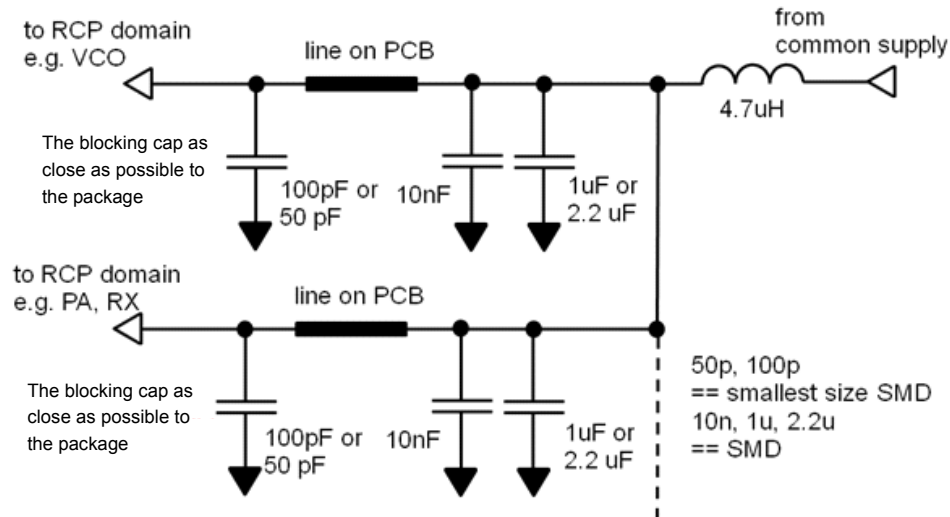 to RCP domain
e.g. VCO
line on PCB
from
common supply
4.7uH
The blocking cap as
close as possible to
the package
100pF or
50 pF
10nF
1uF or
2.2 uF
to RCP domain
e.g. PA, RX
line on PCB
The blocking cap as
close as possible to
the package
100pF or
50 pF
10nF
1uF or
2.2 uF
50p, 100p
== smallest size SMD
10n, 1u, 2.2u
== SMD